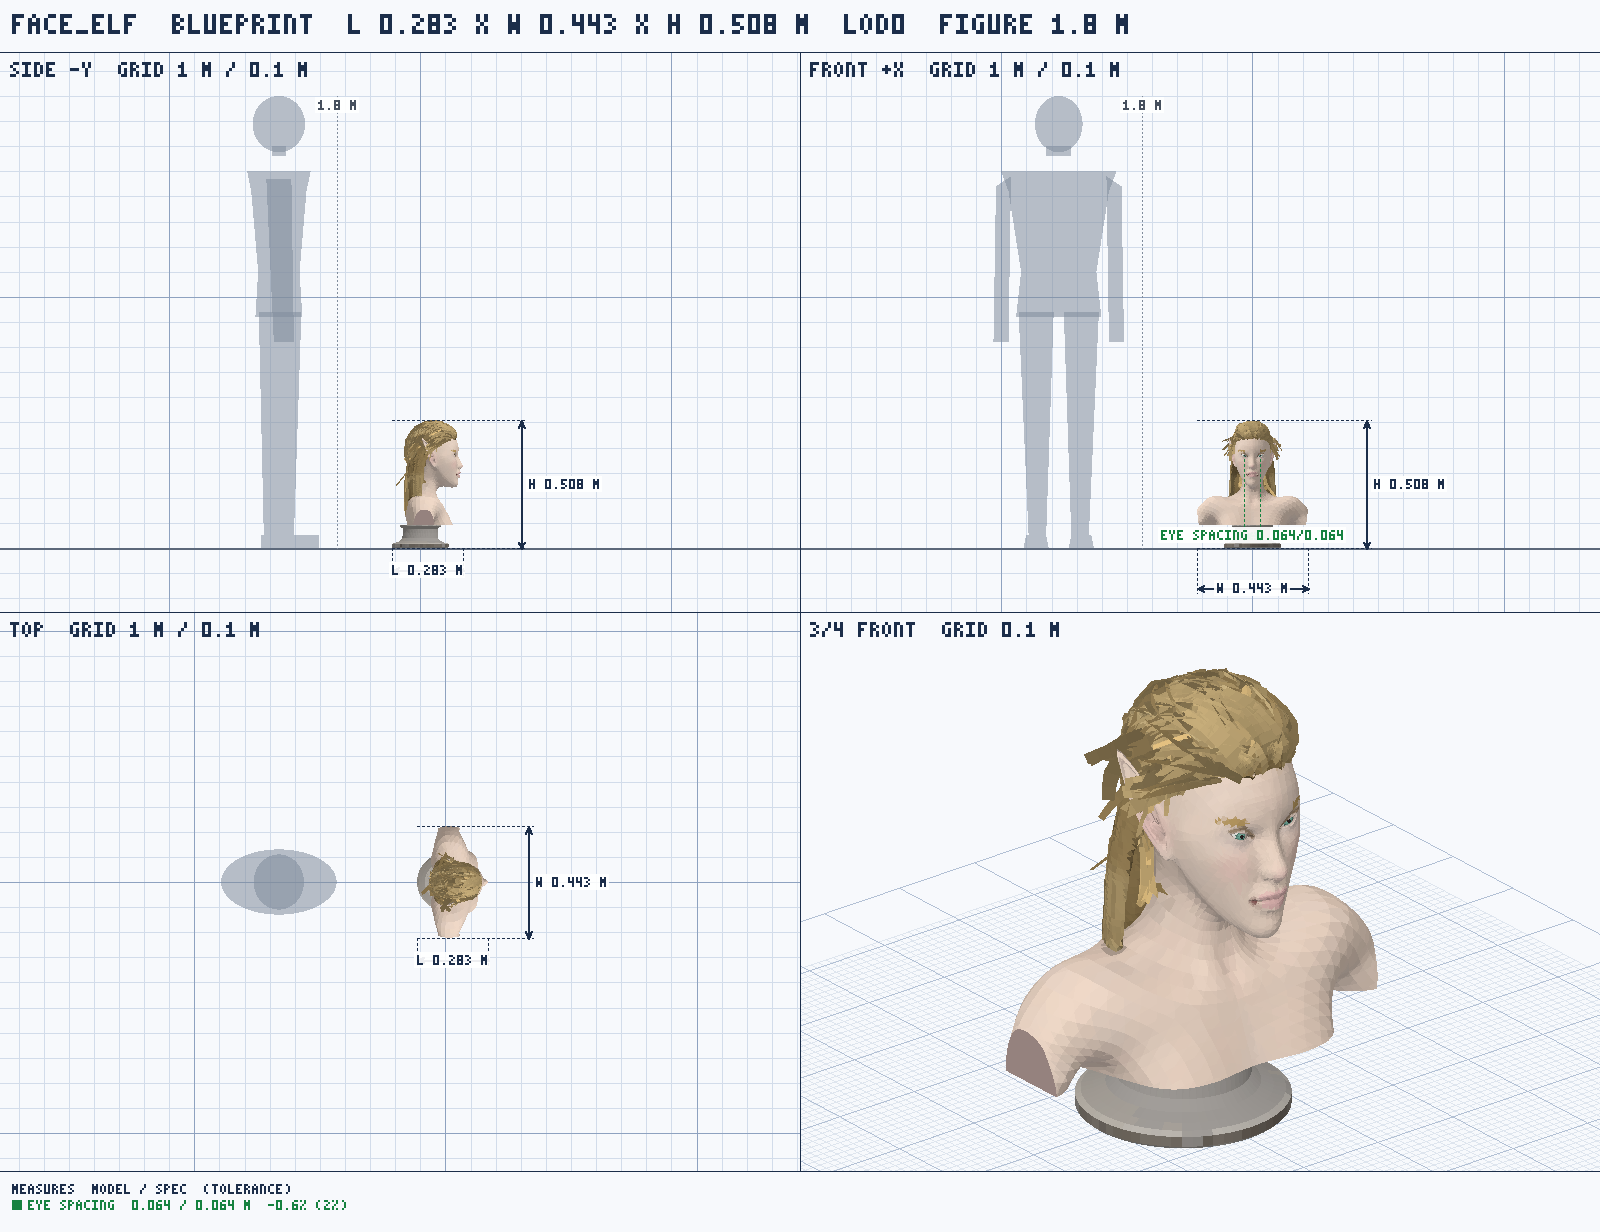 FACE_ELF BLUEPRINT L 0.283 X W 0.443 X H 0.508 M LOD0 FIGURE 1.8 M
SIDE -Y GRID 1 M / 0.1 M
1.8 M
H 0.508 M
L 0.283 M
FRONT +X GRID 1 M / 0.1 M
1.8 M
H 0.508 M
EYE SPACING 0.064/0.064
W 0.443 M
TOP GRID 1 M / 0.1 M
W 0.443 M
L 0.283 M
3/4 FRONT GRID 0.1 M
MEASURES MODEL / SPEC (TOLERANCE)
EYE SPACING 0.064 / 0.064 M -0.6% (2%)